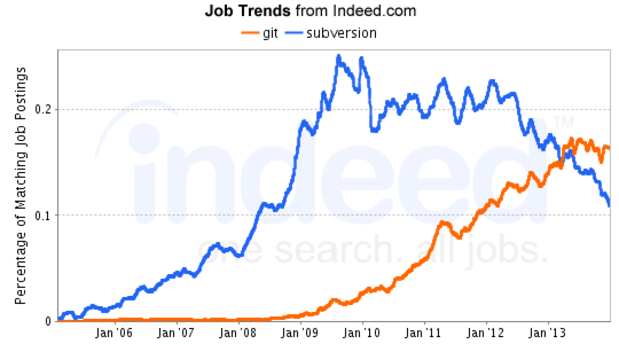 Job Trends from Indeed.com
git subversion
Percentage of Matching Job Postings
0.2
0.1
0
indeed™
one search. all jobs.
Jan'06 Jan'07 Jan'08 Jan'09 Jan'10 Jan'11 Jan'12 Jan'13